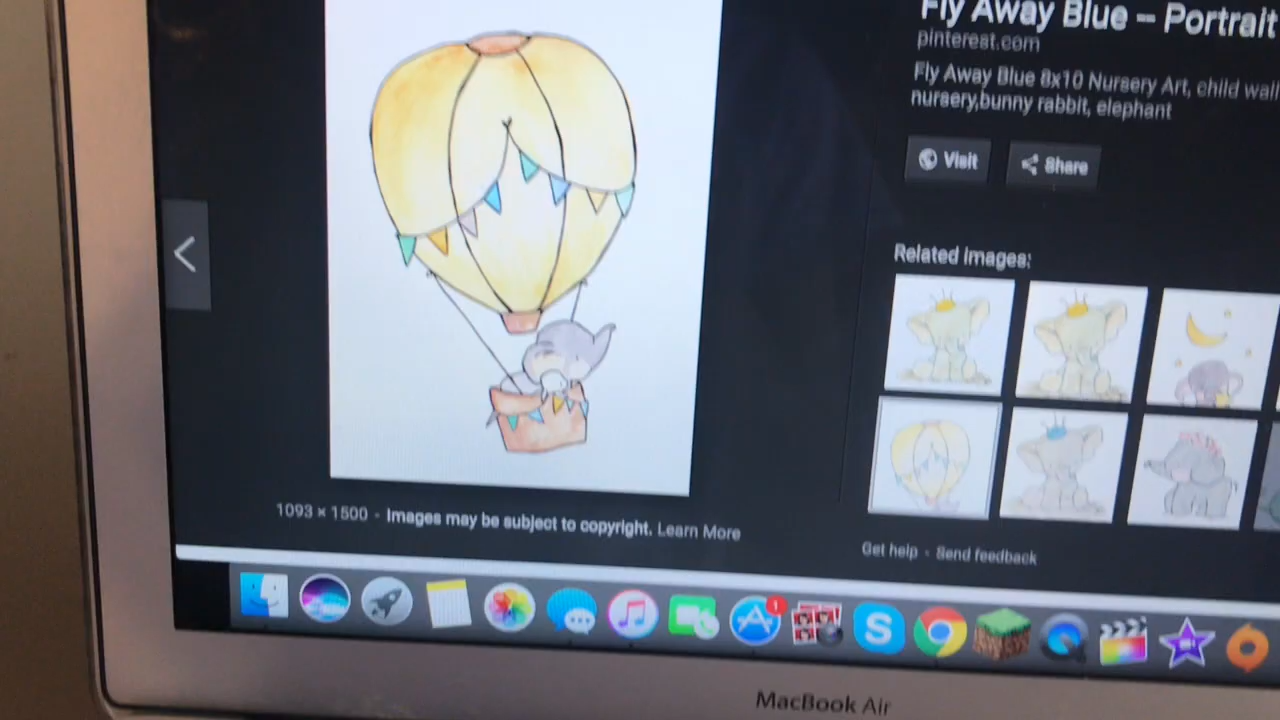 Fly Away Blue – Portrait
pinterest.com
Fly Away Blue 8x10 Nursery Art, child wall
nursery,bunny rabbit, elephant
Visit
Share
Related Images:
1093 × 1500 - Images may be subject to copyright. Learn More
Get help - Send feedback
1
S
MacBook Air